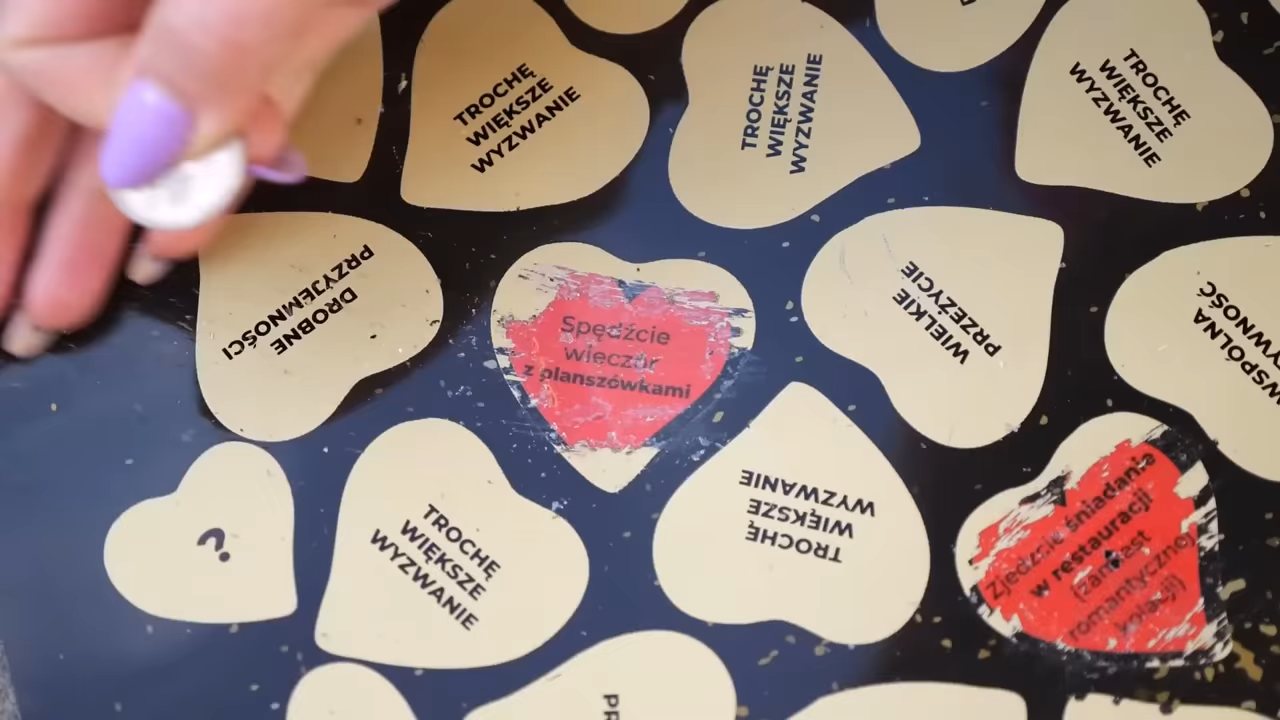 TROCHĘ
WIĘKSZE
WYZWANIE
TROCHĘ
WIĘKSZE
WYZWANIE
TROCHĘ
WIĘKSZE
WYZWANIE
DROBNE
PRZYJEMNOŚCI
Spędźcie
wieczór
z planszówkami
WIELKIE
PRZEŻYCIE
WSPÓLNA
?
TROCHĘ
WIĘKSZE
WYZWANIE
TROCHĘ
WIĘKSZE
WYZWANIE
Zjedzcie śniadanie
w restauracji
(zamiast
romantycznej
kolacji)